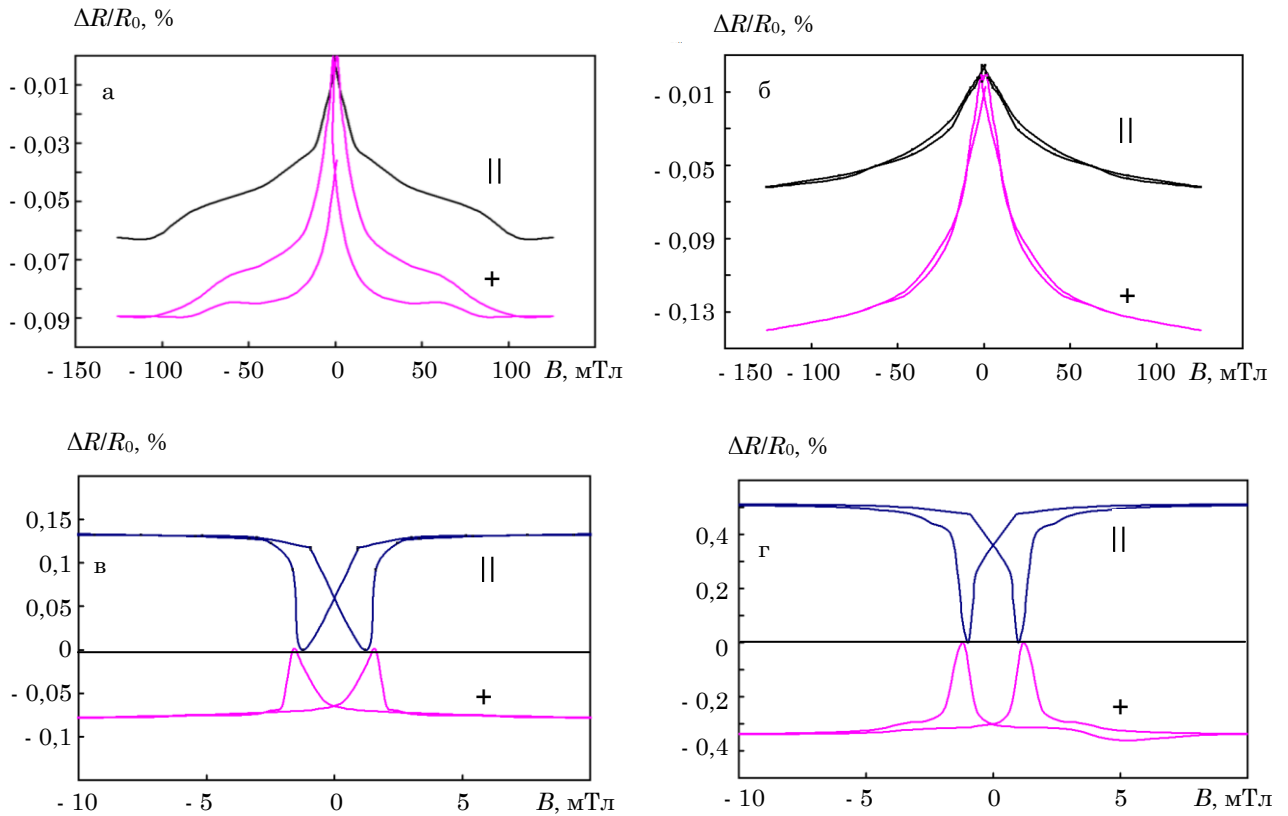 ΔR/R₀, %
- 0,01
- 0,03
- 0,05
- 0,07
- 0,09
а
||
+
- 150 - 100 - 50 0 50 100 B, мТл
ΔR/R₀, %
- 0,01
- 0,05
- 0,09
- 0,13
б
||
+
- 150 - 100 - 50 0 50 100 B, мТл
ΔR/R₀, %
0,15
0,1
0,05
0
- 0,05
- 0,1
в
||
+
- 10 - 5 0 5 B, мТл
ΔR/R₀, %
0,4
0,2
0
- 0,2
- 0,4
г
||
+
- 10 - 5 0 5 B, мТл